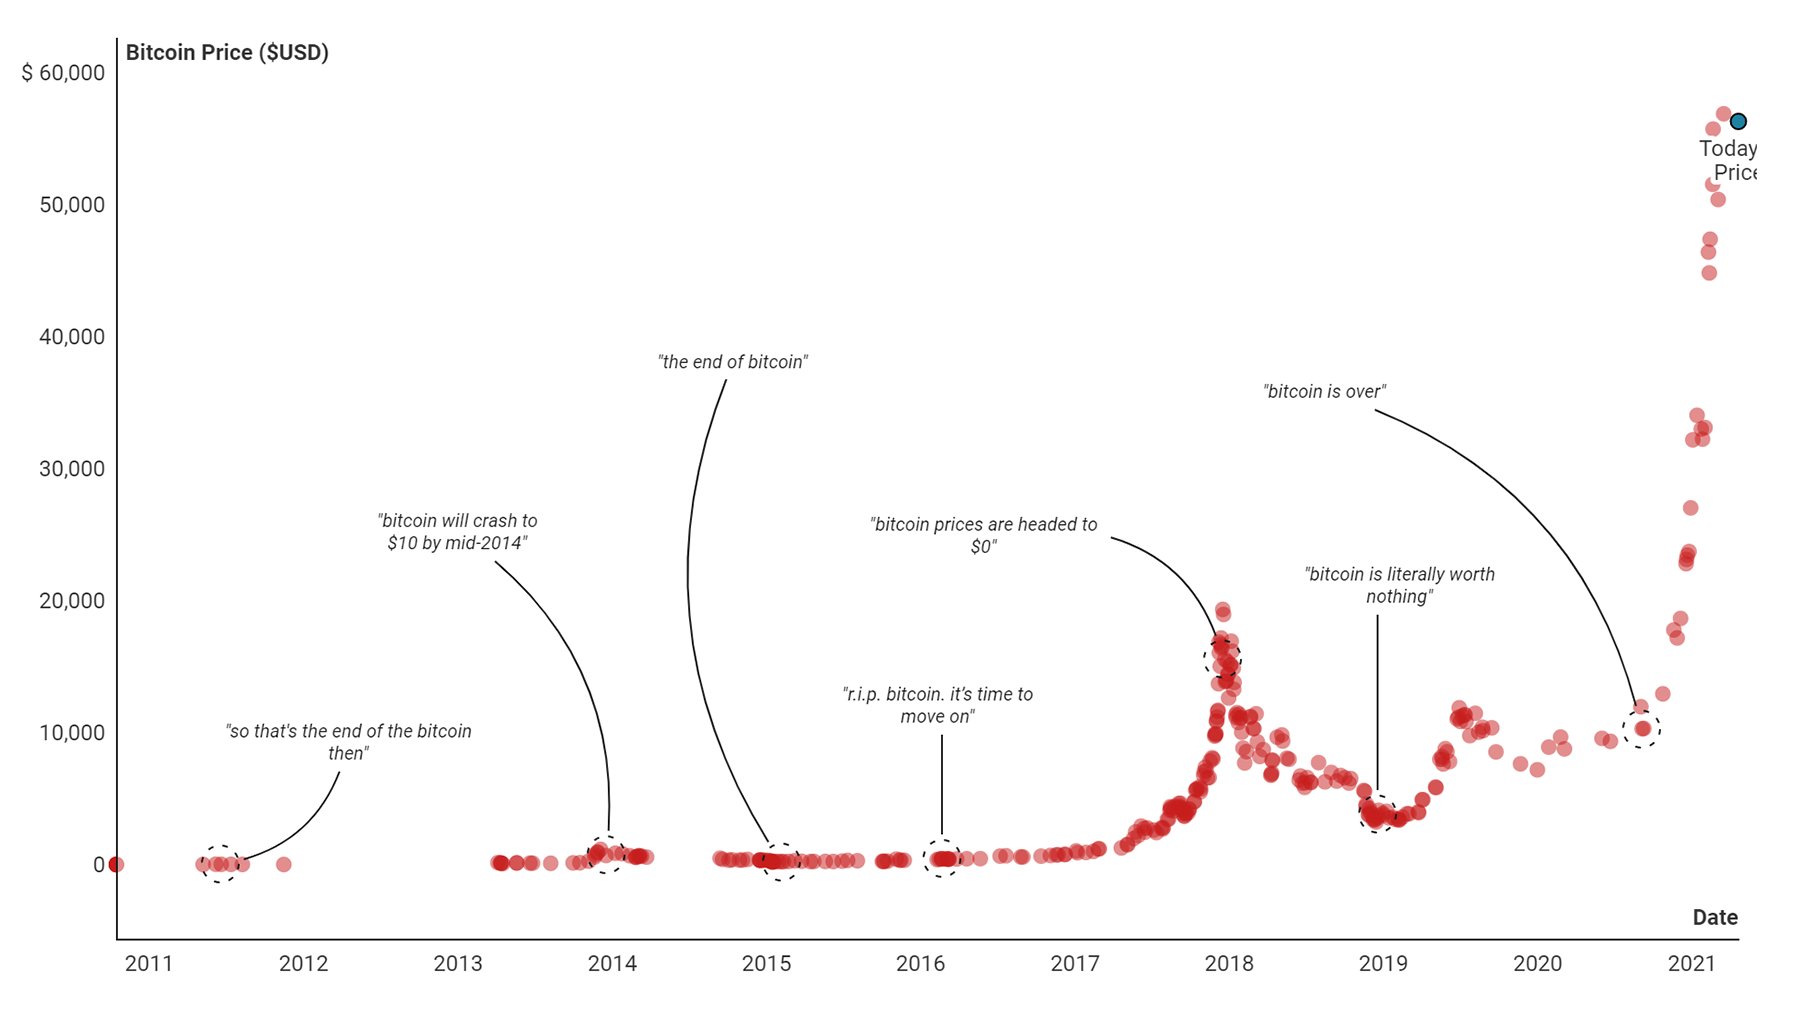 Bitcoin Price ($USD)
$ 60,000
50,000
40,000
30,000
20,000
10,000
0
Today
Price
"the end of bitcoin"
"bitcoin is over"
"bitcoin will crash to
$10 by mid-2014"
"bitcoin prices are headed to
$0"
"bitcoin is literally worth
nothing"
"r.i.p. bitcoin. it's time to
move on"
"so that's the end of the bitcoin
then"
Date
2011 2012 2013 2014 2015 2016 2017 2018 2019 2020 2021